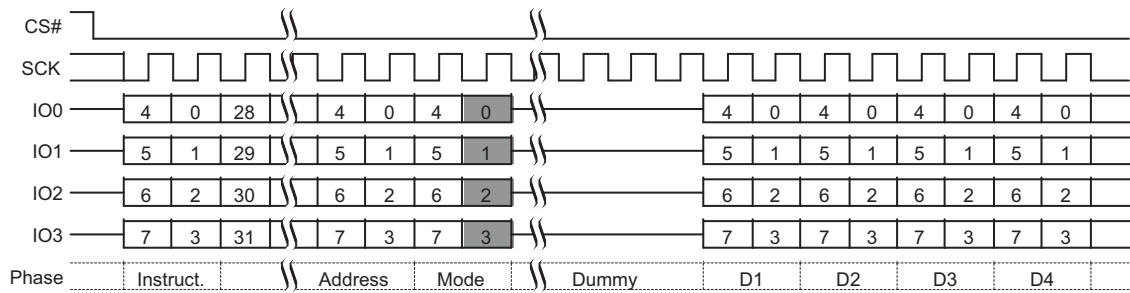 CS#
SCK
IO0 4 0 28 4 0 4 0 4 0 4 0 4 0 4 0
IO1 5 1 29 5 1 5 1 5 1 5 1 5 1 5 1
IO2 6 2 30 6 2 6 2 6 2 6 2 6 2 6 2
IO3 7 3 31 7 3 7 3 7 3 7 3 7 3 7 3
Phase Instruct. Address Mode Dummy D1 D2 D3 D4